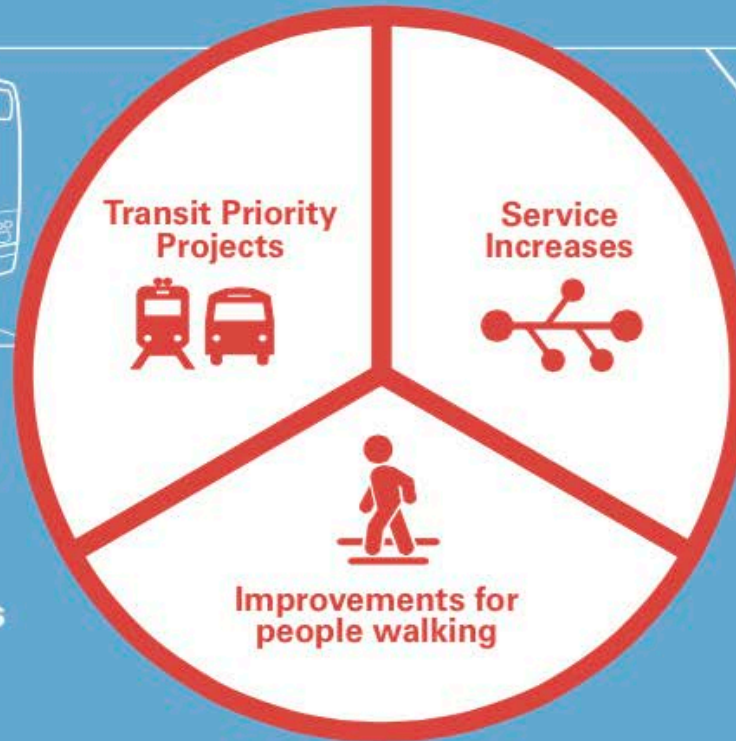 Transit Priority
Projects
Service
Increases
Improvements for
people walking